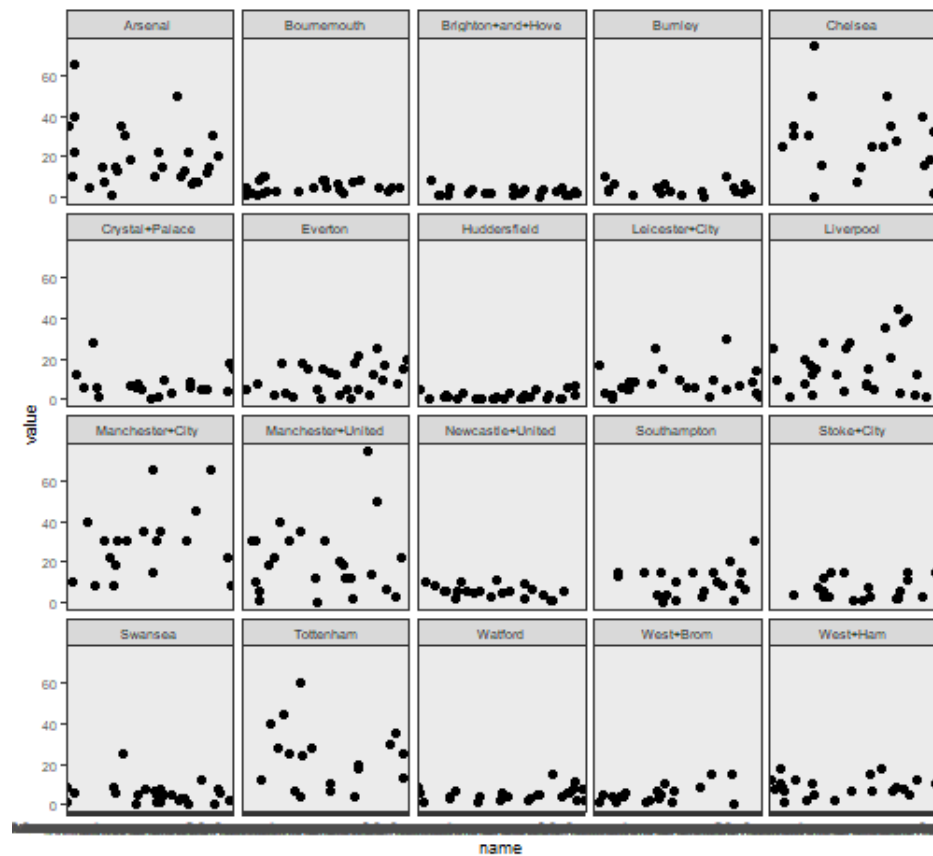 Arsenal Bournemouth Brighton+and+Hove Burnley Chelsea
60
40
20
0
Crystal+Palace Everton Huddersfield Leicester+City Liverpool
60
40
20
0
value
Manchester+City Manchester+United Newcastle+United Southampton Stoke+City
60
40
20
0
Swansea Tottenham Watford West+Brom West+Ham
60
40
20
0
name